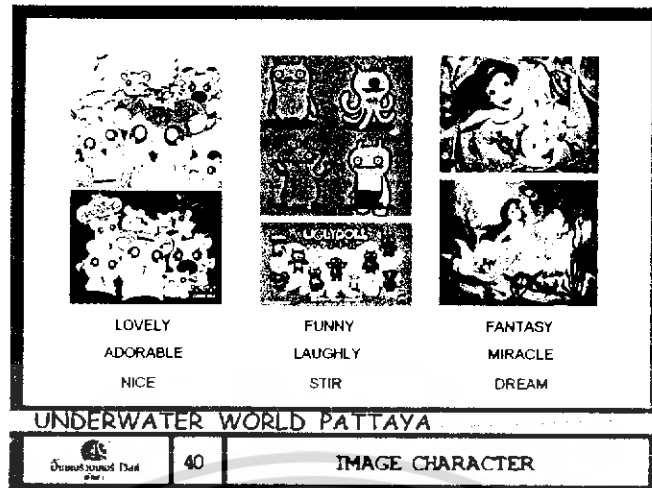 UGLYDOLL
LOVELY
ADORABLE
NICE
FUNNY
LAUGHLY
STIR
FANTASY
MIRACLE
DREAM
UNDERWATER WORLD PATTAYA
40
IMAGE CHARACTER